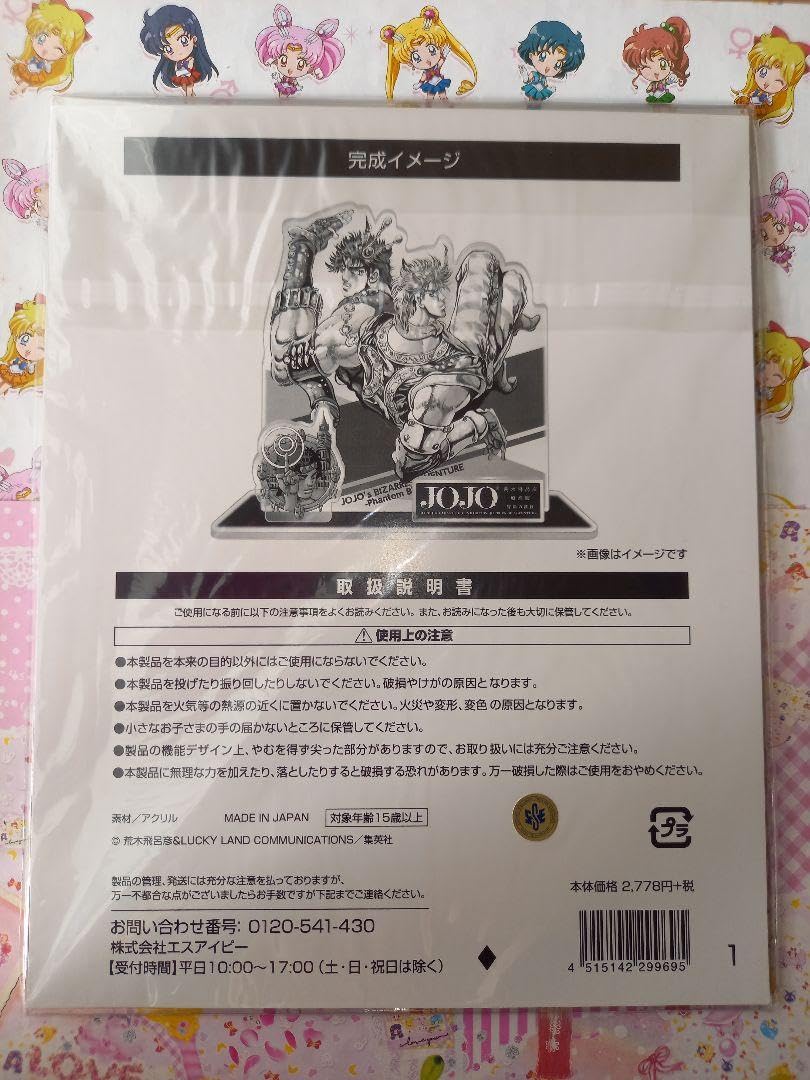 完成イメージ
JOJO's BIZARRE
ENTURE
-Phantom B
JOJO
※画像はイメージです
取扱説明書
ご使用になる前に以下の注意事項をよくお読みください。また、お読みになった後も大切に保管してください。
使用上の注意
●本製品を本来の目的以外にはご使用にならないでください。
●本製品を投げたり振り回したりしないでください。破損やけがの原因となります。
●本製品を火気等の熱源の近くに置かないでください。火災や変形、変色の原因となります。
●小さなお子さまの手の届かないところに保管してください。
●製品の機能デザイン上、やむを得ず尖った部分がありますので、お取り扱いには充分ご注意ください。
●本製品に無理な力を加えたり、落としたりすると破損する恐れがあります。万一破損した際はご使用をおやめください。
素材/アクリル MADE IN JAPAN 対象年齢15歳以上
© 荒木飛呂彦&LUCKY LAND COMMUNICATIONS/集英社
プラ
製品の管理、発送には充分な注意を払っておりますが、
万一不都合な点がございましたらお手数ですが下記までご連絡ください。
本体価格 2,778円+税
お問い合わせ番号: 0120-541-430
株式会社エスアイピー
【受付時間】平日10:00〜17:00（土・日・祝日は除く）
4 515142 299695
1
LOVE